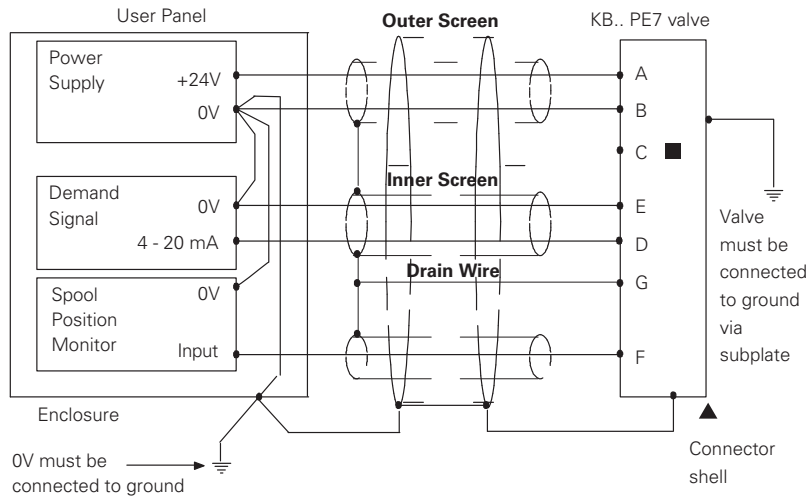 User Panel
Outer Screen
KB.. PE7 valve
Power
Supply
+24V
0V
A
B
C
Inner Screen
Demand
Signal
0V
4 - 20 mA
E
D
Drain Wire
G
Spool
Position
Monitor
0V
Input
F
Valve
must be
connected
to ground
via
subplate
Enclosure
Connector
shell
0V must be
connected to ground